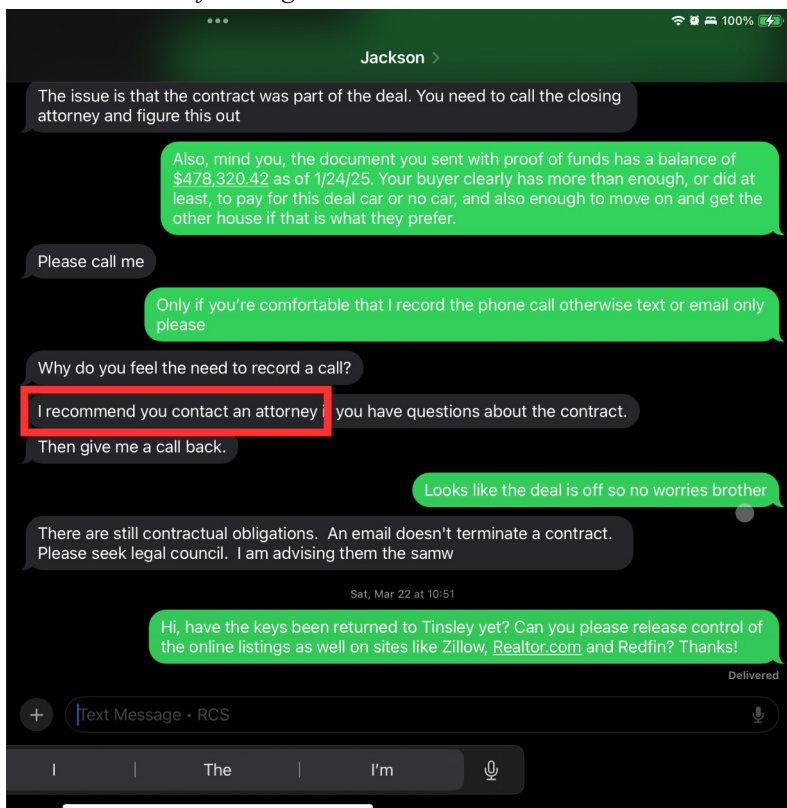 100%
Jackson >
The issue is that the contract was part of the deal. You need to call the closing
attorney and figure this out
Also, mind you, the document you sent with proof of funds has a balance of
$478,320.42 as of 1/24/25. Your buyer clearly has more than enough, or did at
least, to pay for this deal car or no car, and also enough to move on and get the
other house if that is what they prefer.
Please call me
Only if you're comfortable that I record the phone call otherwise text or email only
please
Why do you feel the need to record a call?
I recommend you contact an attorney you have questions about the contract.
Then give me a call back.
Looks like the deal is off so no worries brother
There are still contractual obligations. An email doesn't terminate a contract.
Please seek legal council. I am advising them the samw
Sat, Mar 22 at 10:51
Hi, have the keys been returned to Tinsley yet? Can you please release control of
the online listings as well on sites like Zillow, Realtor.com and Redfin? Thanks!
Delivered
Text Message • RCS
I The I'm